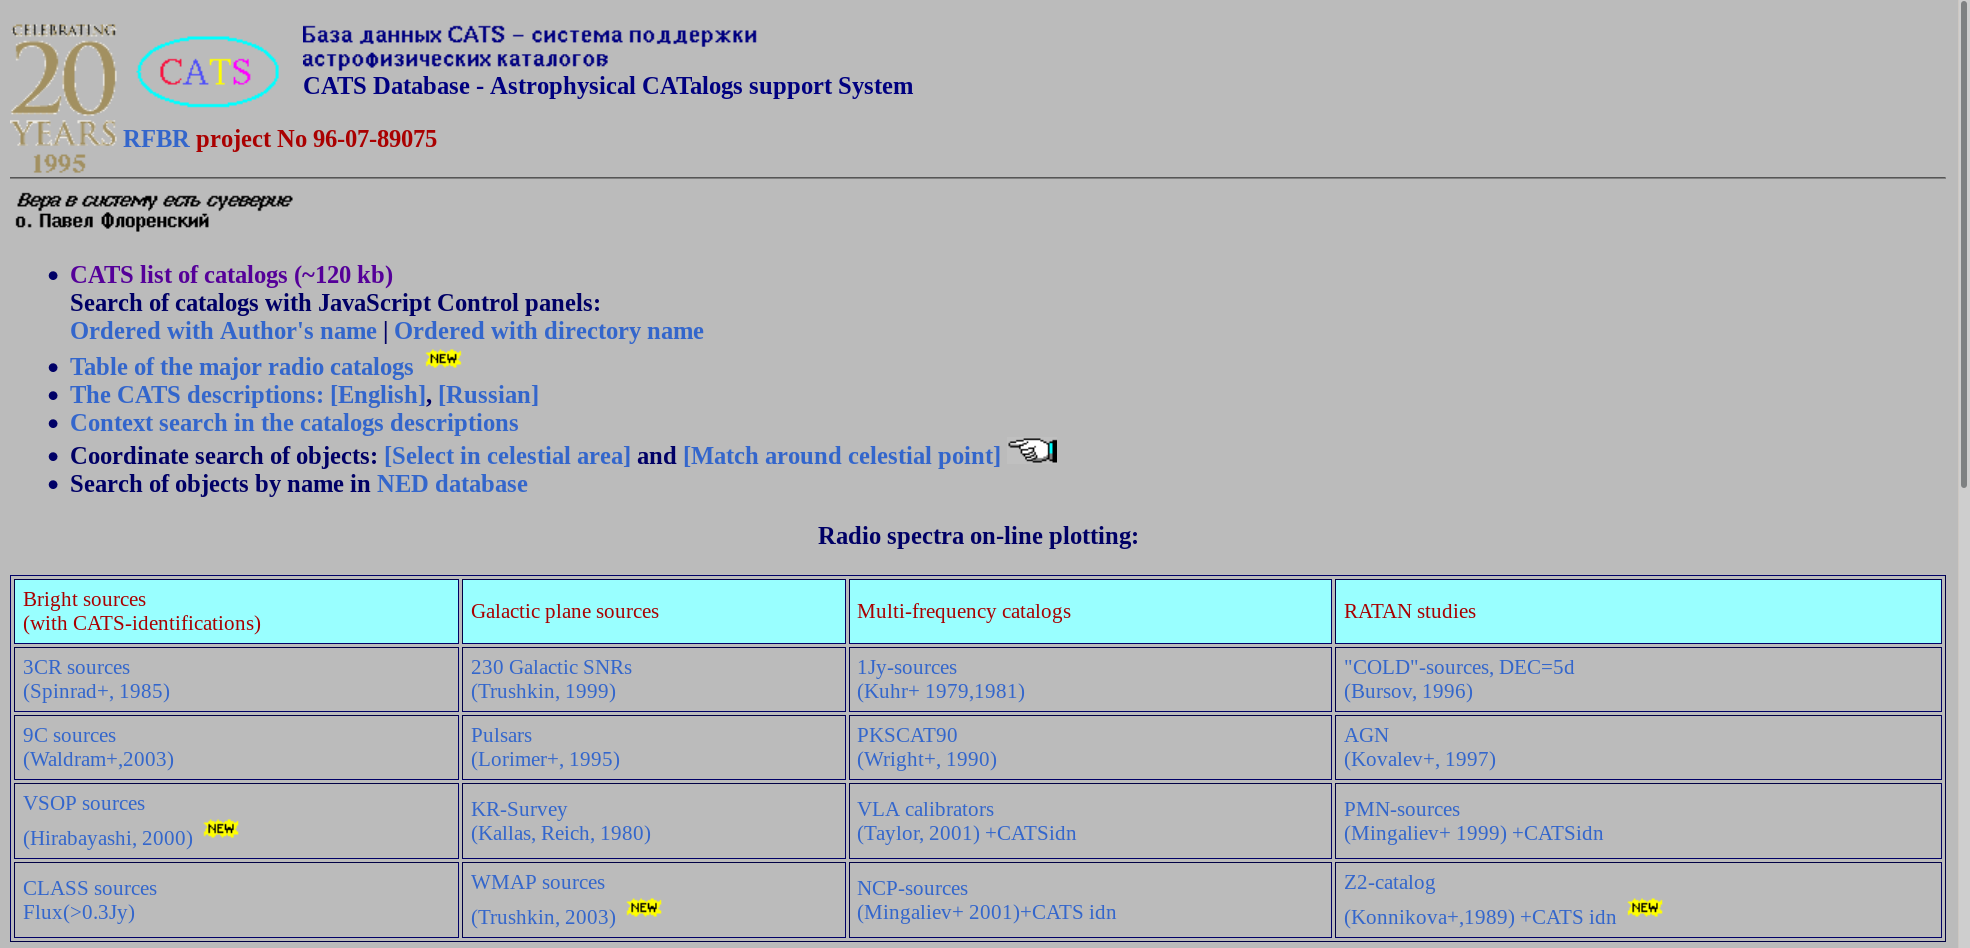 CELEBRATING
20
YEARS
1995
CATS
База данных CATS – система поддержки
астрофизических каталогов
CATS Database - Astrophysical CATalogs support System
RFBR project No 96-07-89075
Вера в систему есть суеверие
о. Павел Флоренский
CATS list of catalogs (~120 kb)
Search of catalogs with JavaScript Control panels:
Ordered with Author's name | Ordered with directory name
Table of the major radio catalogs NEW
The CATS descriptions: [English], [Russian]
Context search in the catalogs descriptions
Coordinate search of objects: [Select in celestial area] and [Match around celestial point]
Search of objects by name in NED database
Radio spectra on-line plotting:
Bright sources
(with CATS-identifications)
Galactic plane sources
Multi-frequency catalogs
RATAN studies
3CR sources
(Spinrad+, 1985)
230 Galactic SNRs
(Trushkin, 1999)
1Jy-sources
(Kuhr+ 1979,1981)
"COLD"-sources, DEC=5d
(Bursov, 1996)
9C sources
(Waldram+,2003)
Pulsars
(Lorimer+, 1995)
PKSCAT90
(Wright+, 1990)
AGN
(Kovalev+, 1997)
VSOP sources
(Hirabayashi, 2000) NEW
KR-Survey
(Kallas, Reich, 1980)
VLA calibrators
(Taylor, 2001) +CATSidn
PMN-sources
(Mingaliev+ 1999) +CATSidn
CLASS sources
Flux(>0.3Jy)
WMAP sources
(Trushkin, 2003) NEW
NCP-sources
(Mingaliev+ 2001)+CATS idn
Z2-catalog
(Konnikova+,1989) +CATS idn NEW